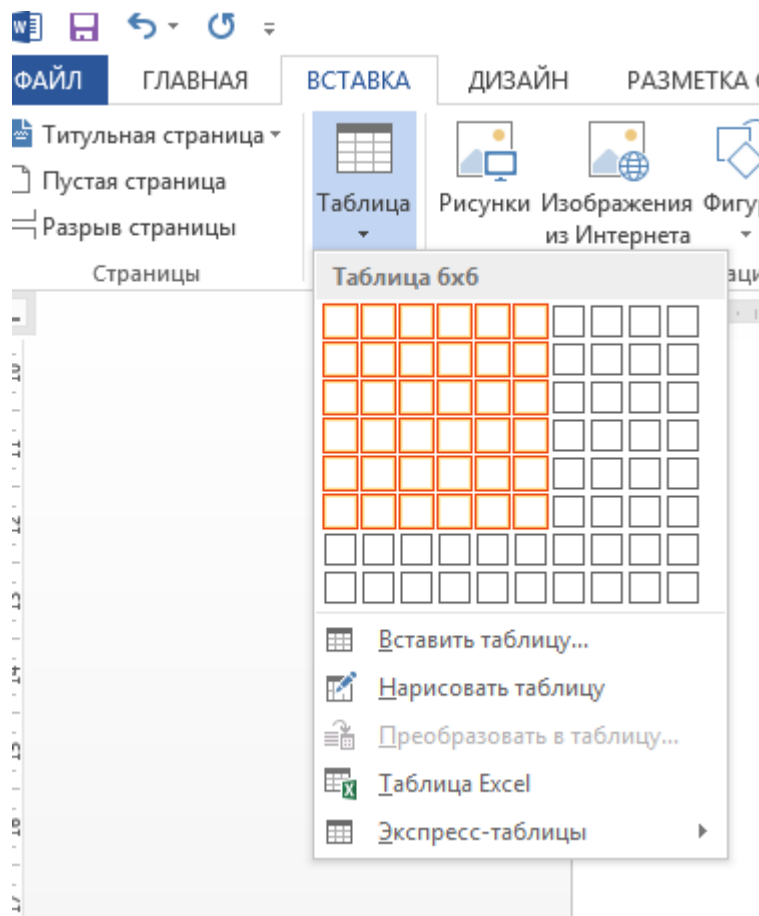 ФАЙЛ ГЛАВНАЯ ВСТАВКА ДИЗАЙН РАЗМЕТКА
Титульная страница
Пустая страница
Разрыв страницы
Страницы
Таблица
Рисунки
Изображения
из Интернета
Таблица 6x6
Вставить таблицу...
Нарисовать таблицу
Преобразовать в таблицу...
Таблица Excel
Экспресс-таблицы